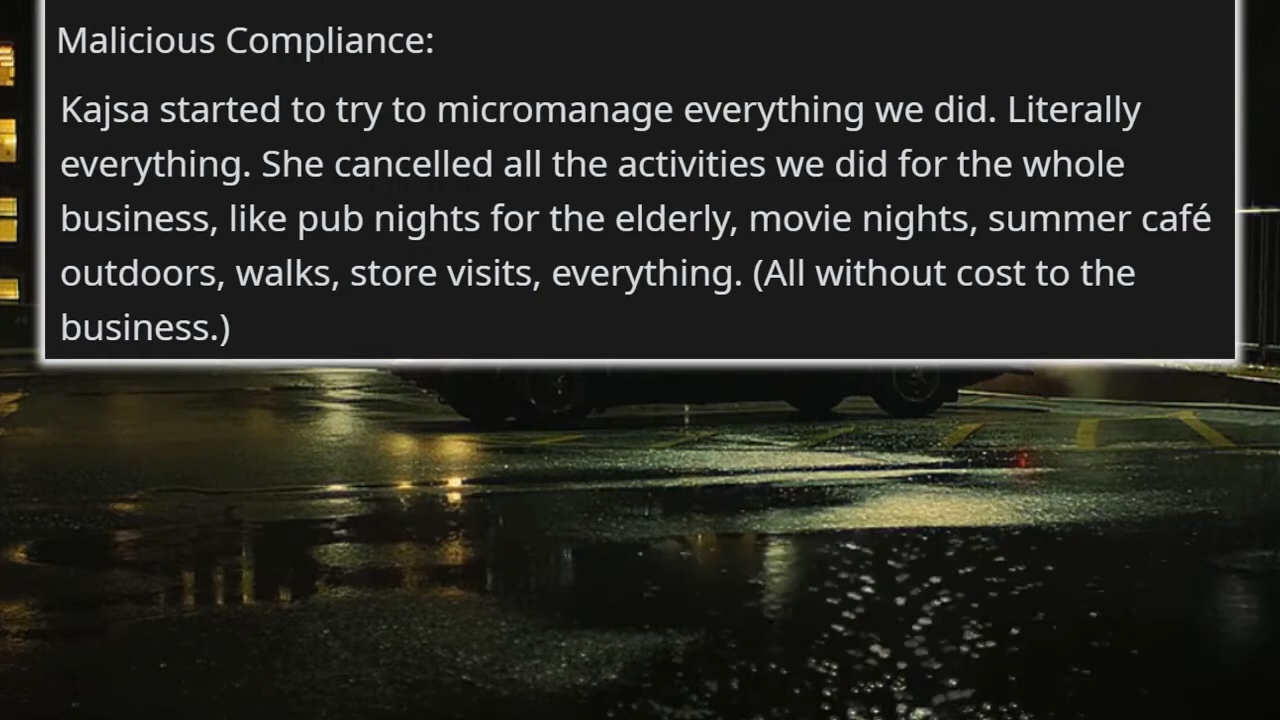 Malicious Compliance:
Kajsa started to try to micromanage everything we did. Literally
everything. She cancelled all the activities we did for the whole
business, like pub nights for the elderly, movie nights, summer café
outdoors, walks, store visits, everything. (All without cost to the
business.)